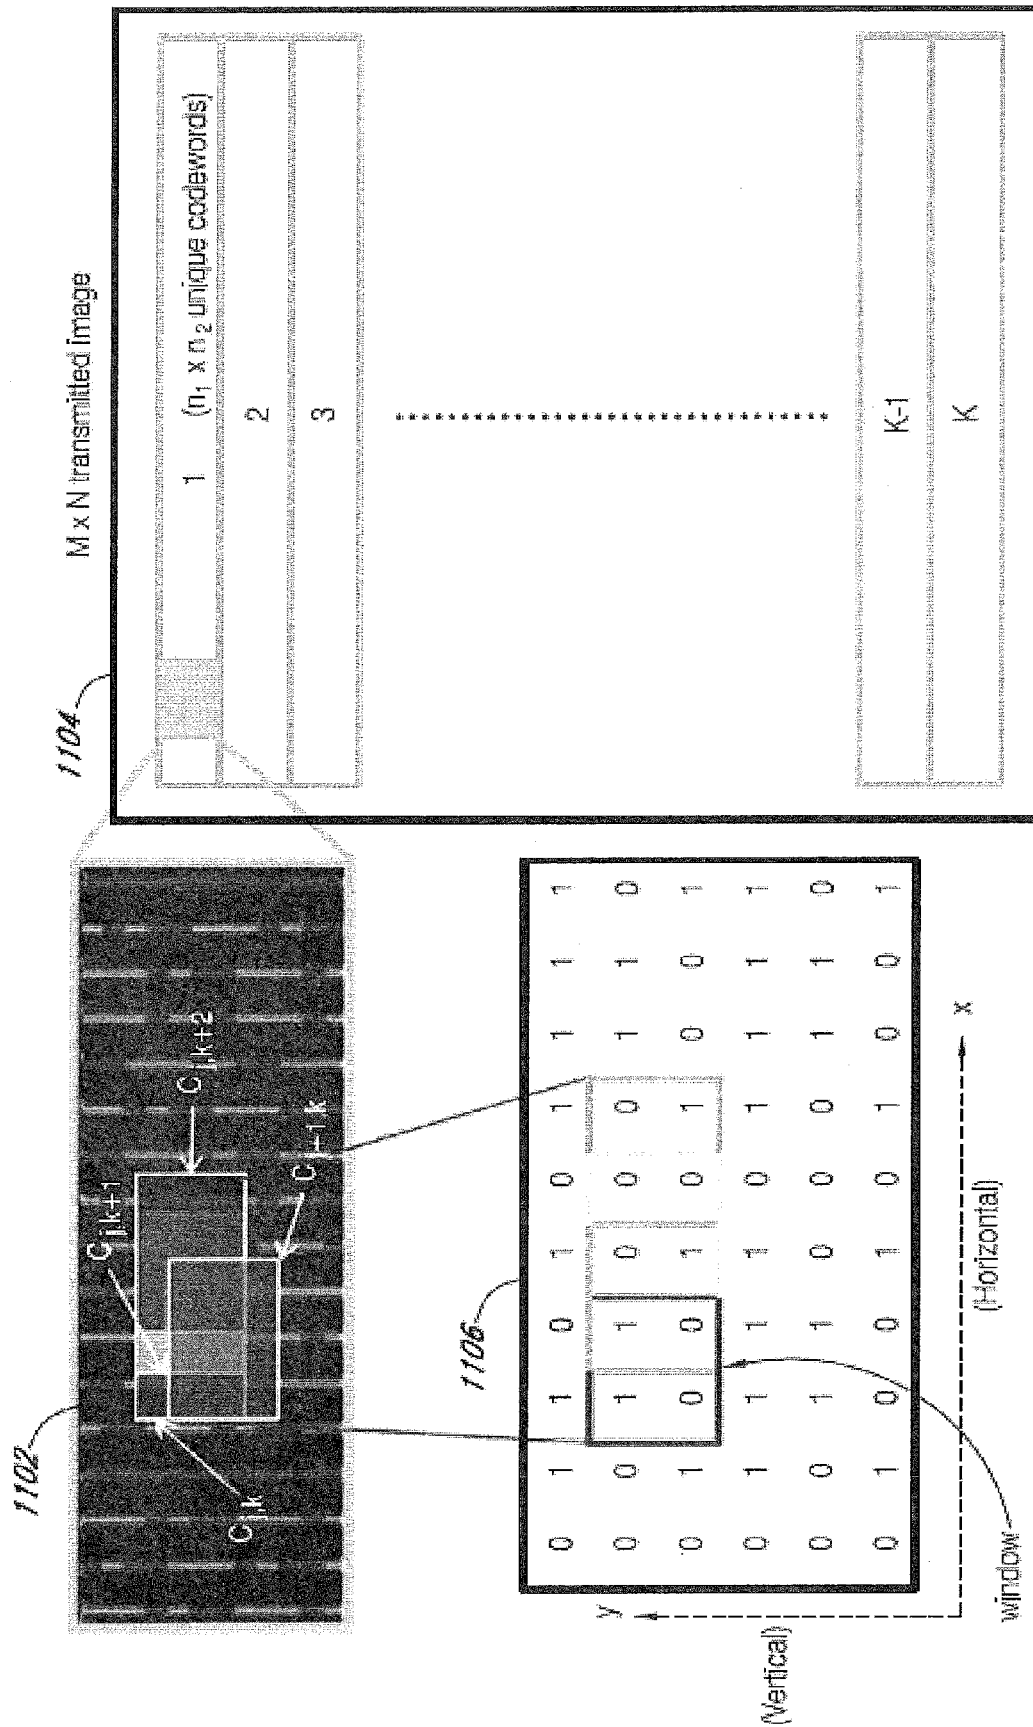 1102
C j,k+1
C j,k+2
C j,k
C j+1,k
1106
0 1 1 0 1 0 1 1 1 1
0 0 1 1 0 0 0 1 1 0
0 1 0 0 1 0 1 0 0 1
0 1 1 1 1 0 1 1 1 1
0 0 1 1 0 0 0 1 1 0
0 1 0 0 1 0 1 0 0 1
y
(Vertical)
x
(Horizontal)
window
M x N transmitted image
1104
1 (n1 x n2 unique codewords)
2
3
K-1
K